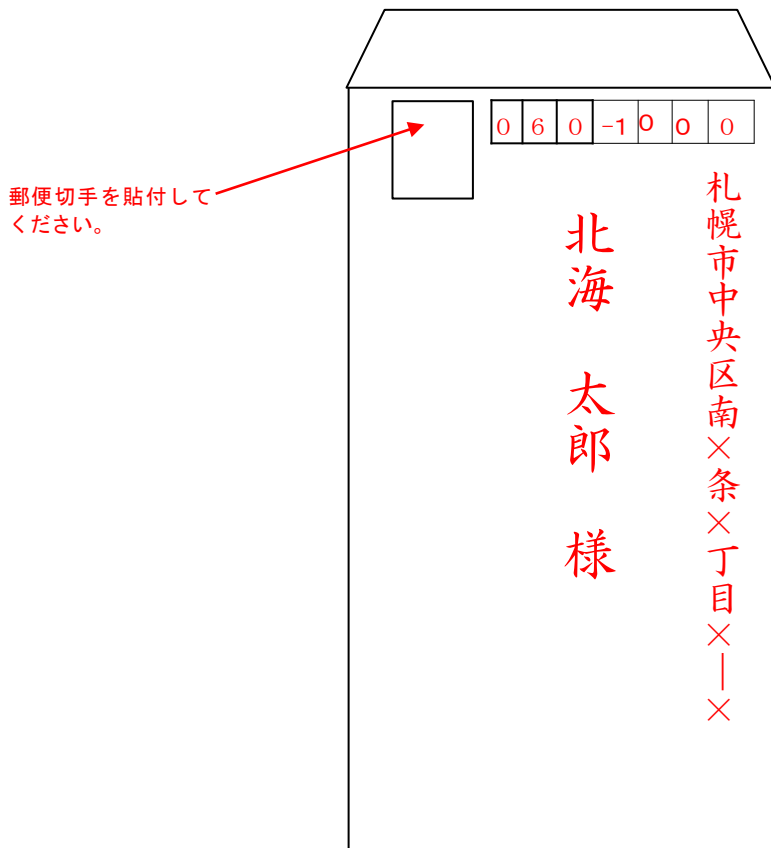 060-1000
郵便切手を貼付して
ください。
札幌市中央区南×条×丁目×―×
北海　太郎　様